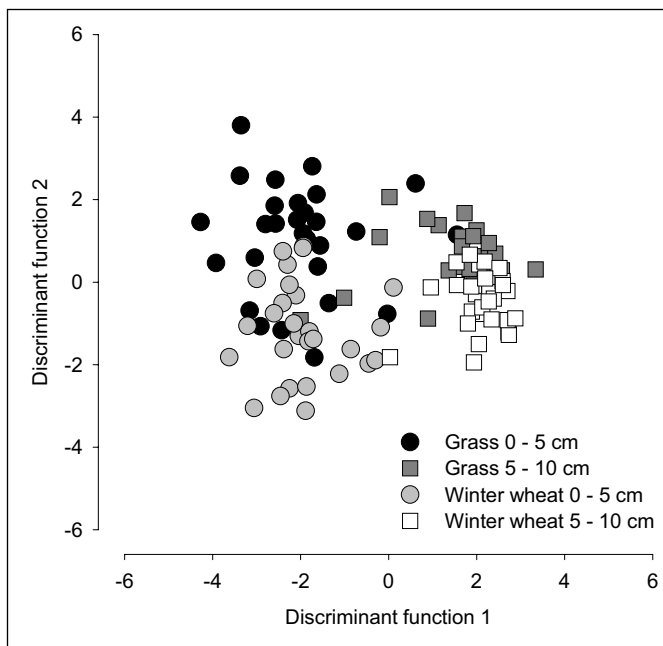 6
4
2
0
-2
-4
-6
Discriminant function 2
Grass 0 - 5 cm
Grass 5 - 10 cm
Winter wheat 0 - 5 cm
Winter wheat 5 - 10 cm
-6 -4 -2 0 2 4 6
Discriminant function 1